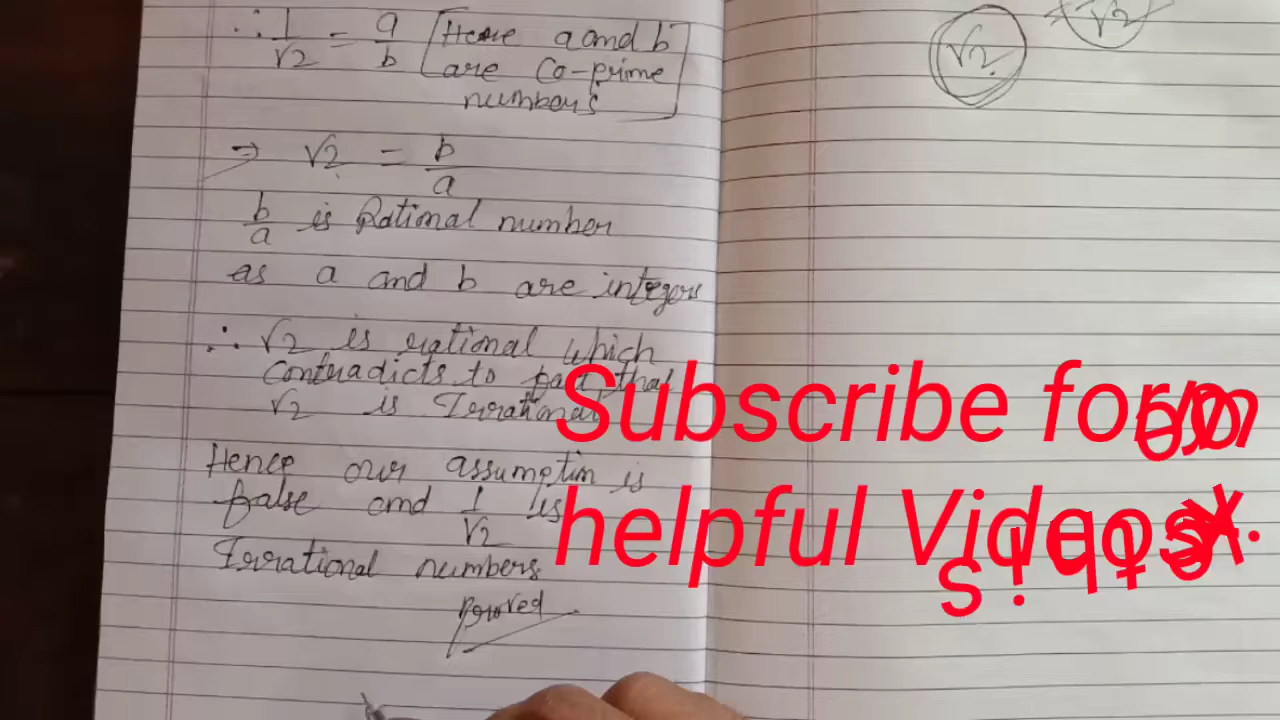 ∴ 1/√2 = a/b [Here a and b
are Co-prime
numbers]
⇒ √2 = b/a
b/a is Rational number
as a and b are integers
∴ √2 is rational which
contradicts to fact that
√2 is Irrational
Hence our assumption is
false and 1/√2 is
Irrational numbers
proved
√2
√2
Subscribe for
helpful Videos